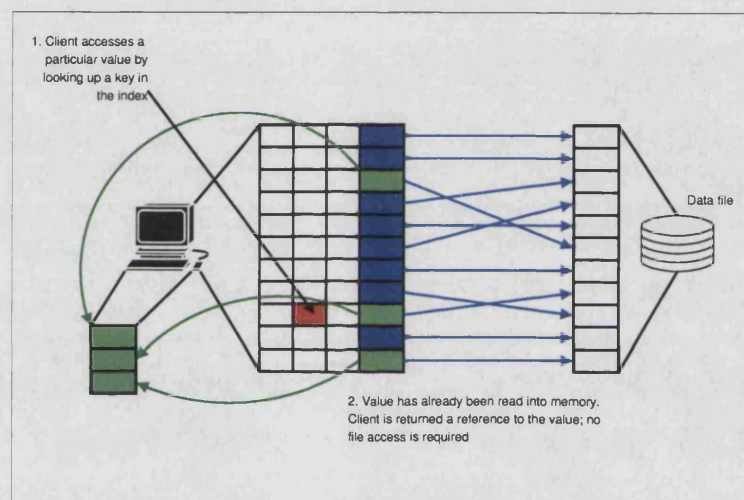 1. Client accesses a
particular value by
looking up a key in
the index
Data file
2. Value has already been read into memory.
Client is returned a reference to the value; no
file access is required